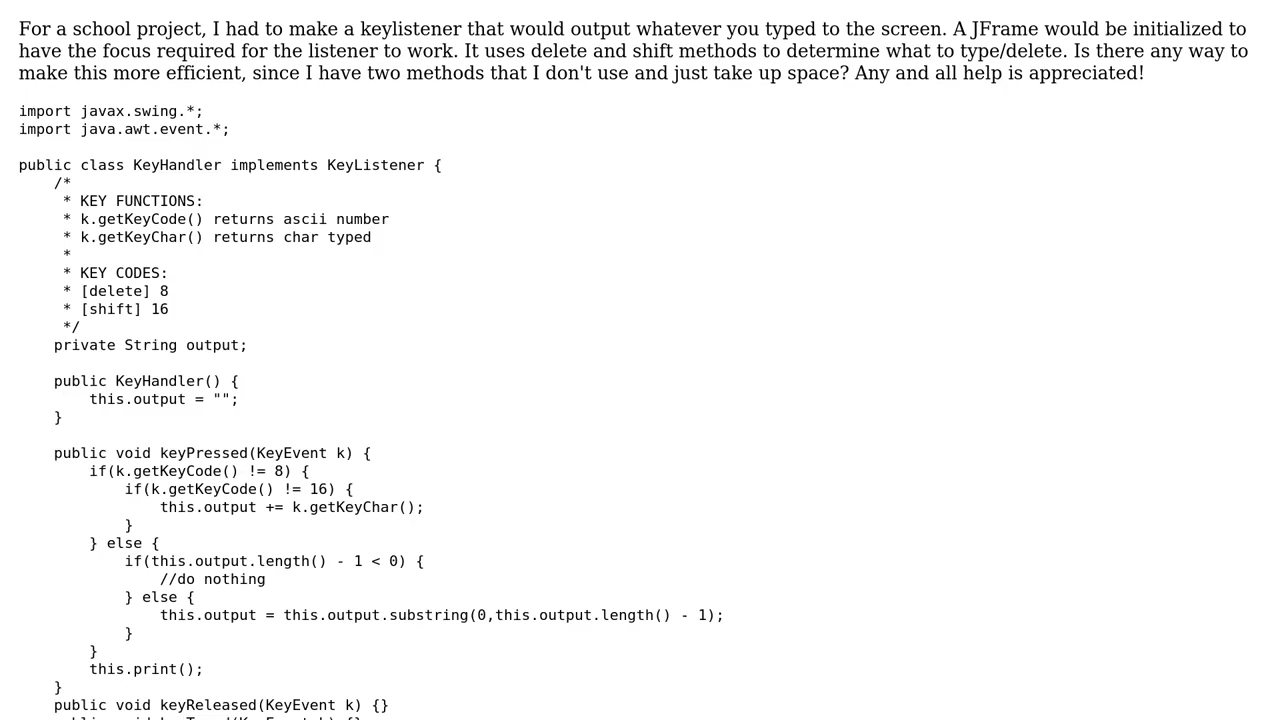 For a school project, I had to make a keylistener that would output whatever you typed to the screen. A JFrame would be initialized to
have the focus required for the listener to work. It uses delete and shift methods to determine what to type/delete. Is there any way to
make this more efficient, since I have two methods that I don't use and just take up space? Any and all help is appreciated!
import javax.swing.*;
import java.awt.event.*;
public class KeyHandler implements KeyListener {
    /*
     * KEY FUNCTIONS:
     * k.getKeyCode() returns ascii number
     * k.getKeyChar() returns char typed
     *
     * KEY CODES:
     * [delete] 8
     * [shift] 16
     */
    private String output;
    public KeyHandler() {
        this.output = "";
    }
    public void keyPressed(KeyEvent k) {
        if(k.getKeyCode() != 8) {
            if(k.getKeyCode() != 16) {
                this.output += k.getKeyChar();
            }
        } else {
            if(this.output.length() - 1 < 0) {
                //do nothing
            } else {
                this.output = this.output.substring(0,this.output.length() - 1);
            }
        }
        this.print();
    }
    public void keyReleased(KeyEvent k) {}